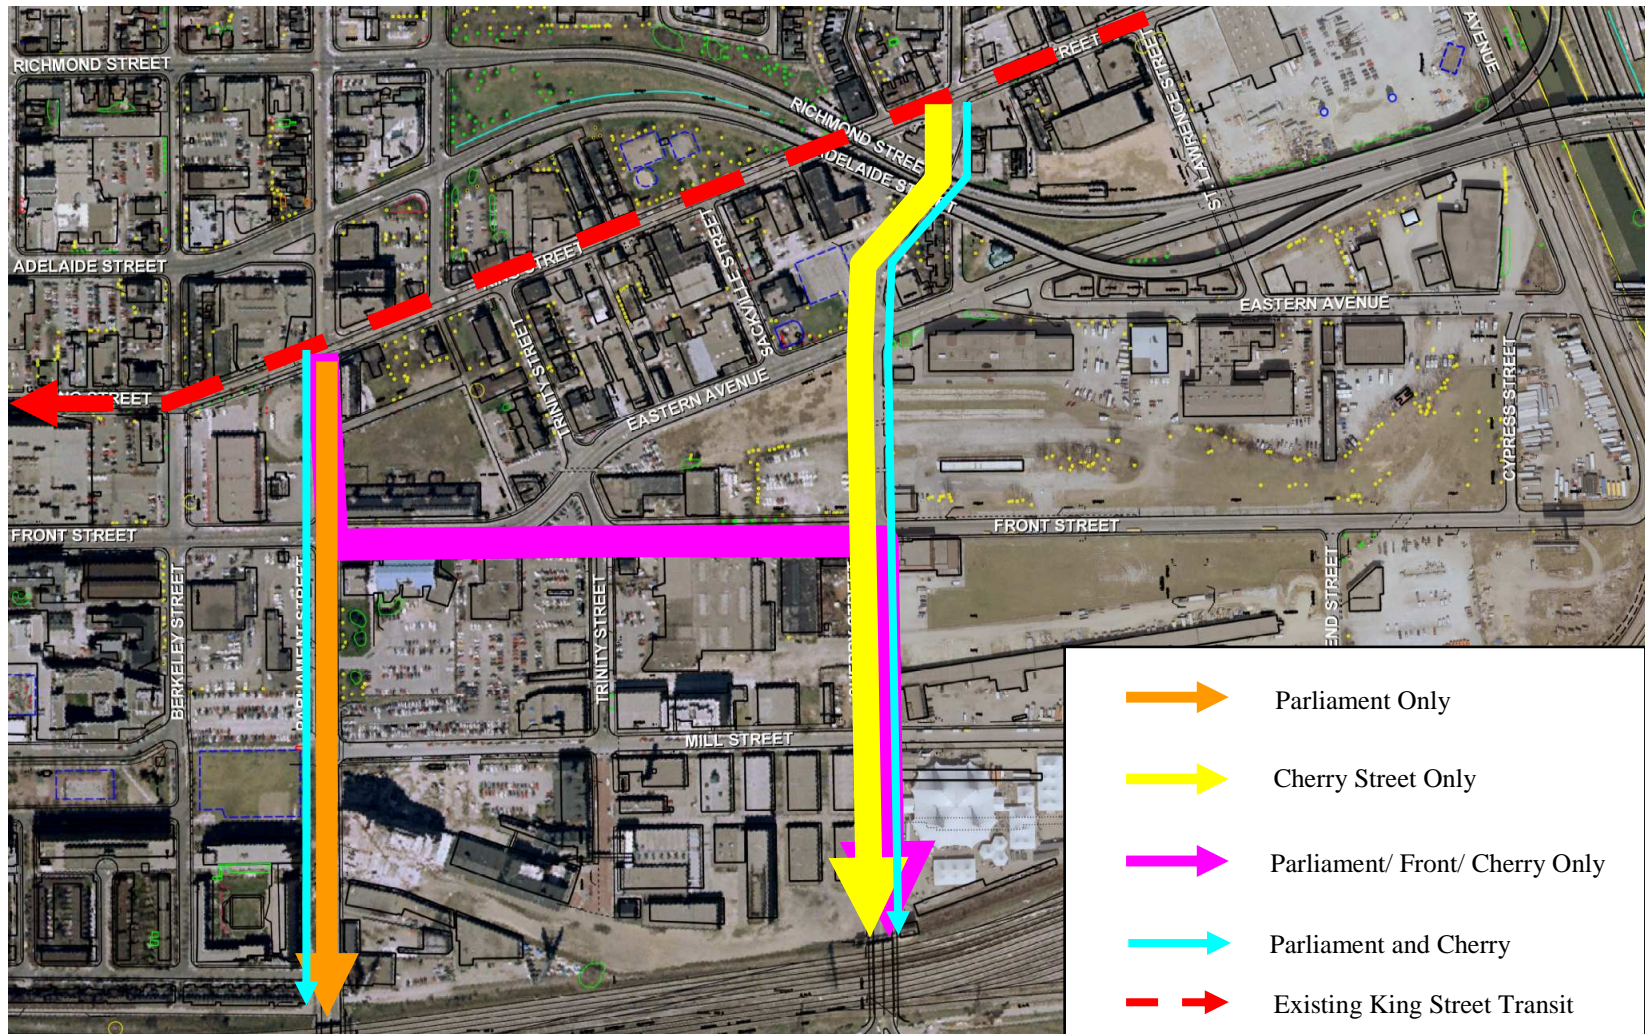 RICHMOND STREET
AVENUE
STREET
ST. LAWRENCE STREET
RICHMOND STREET
ADELAIDE STREET
EASTERN AVENUE
SACKVILLE STREET
TRINITY STREET
EASTERN AVENUE
CYPRESS STREET
STREET
FRONT STREET
FRONT STREET
BERKELEY STREET
PARLIAMENT STREET
TRINITY STREET
END STREET
MILL STREET
Parliament Only
Cherry Street Only
Parliament/ Front/ Cherry Only
Parliament and Cherry
Existing King Street Transit